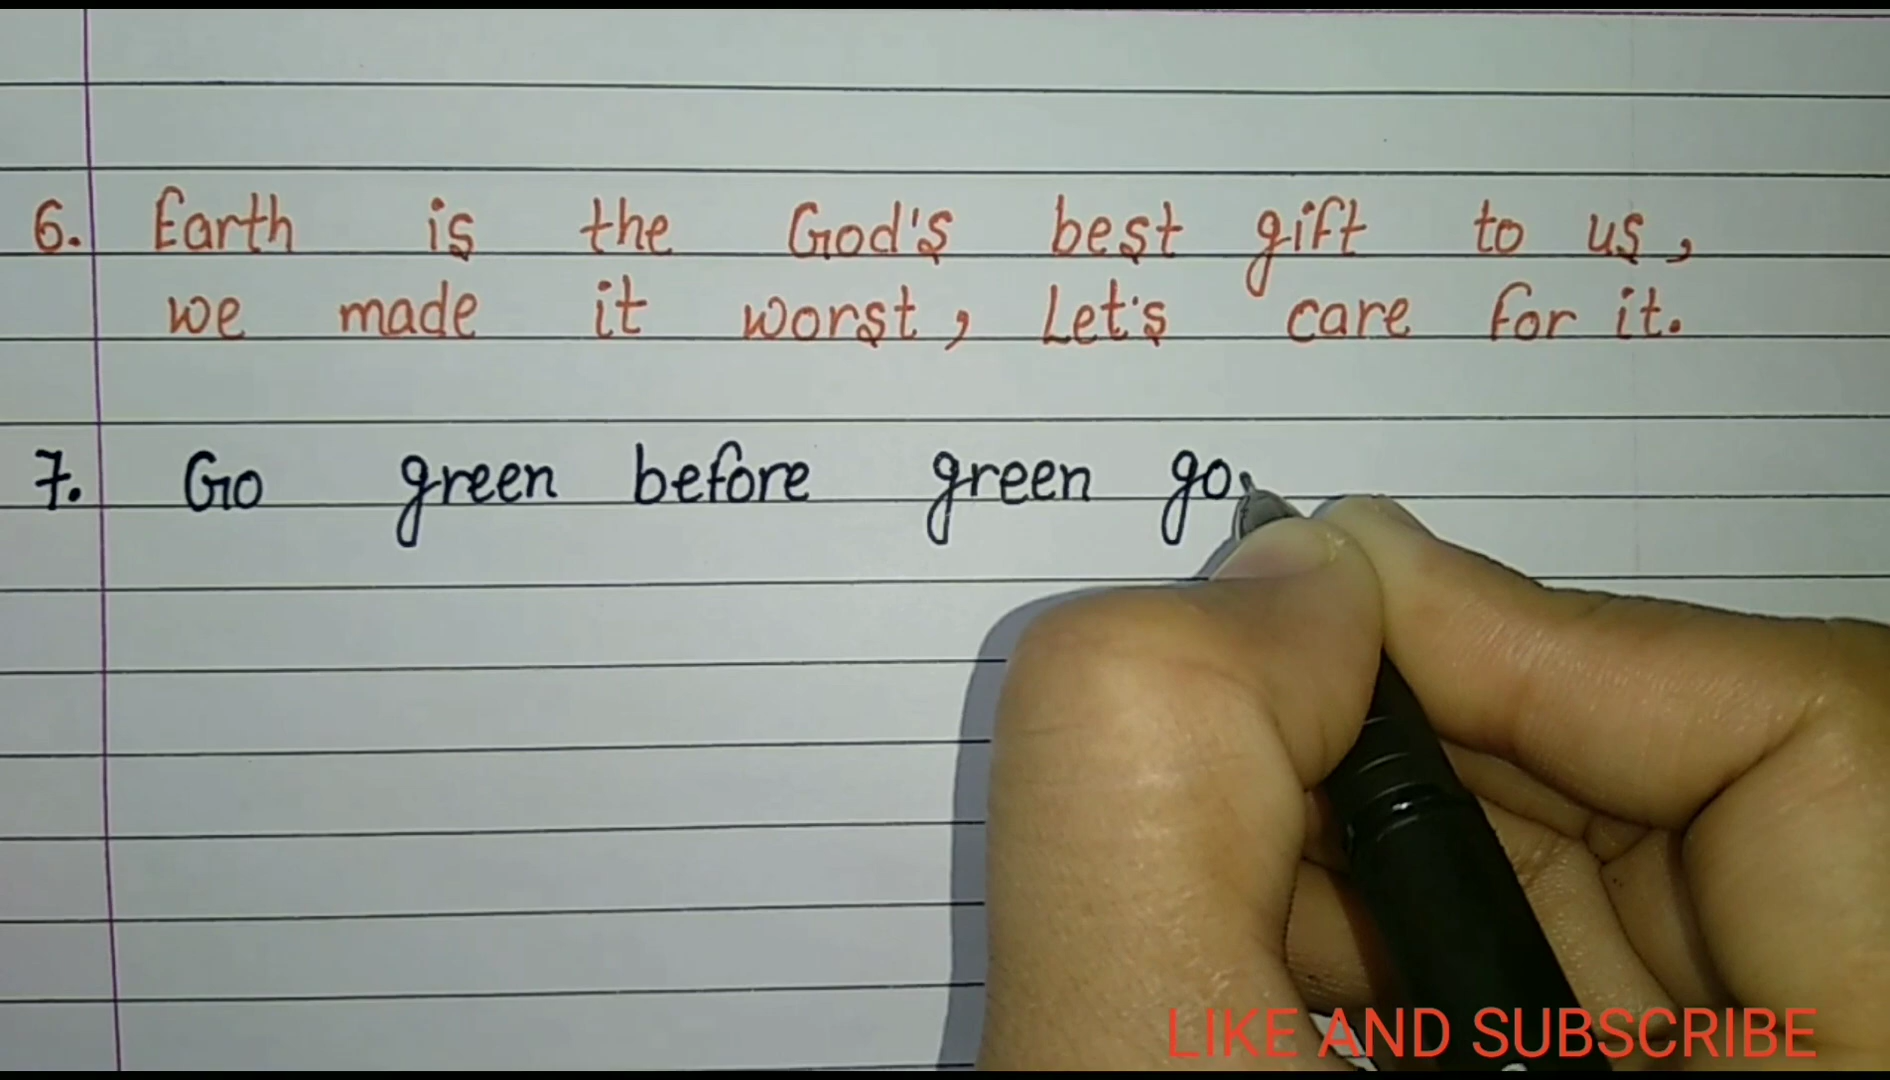 6. Earth is the God's best gift to us,
we made it worst, Let's care for it.
7. Go green before green go
LIKE AND SUBSCRIBE